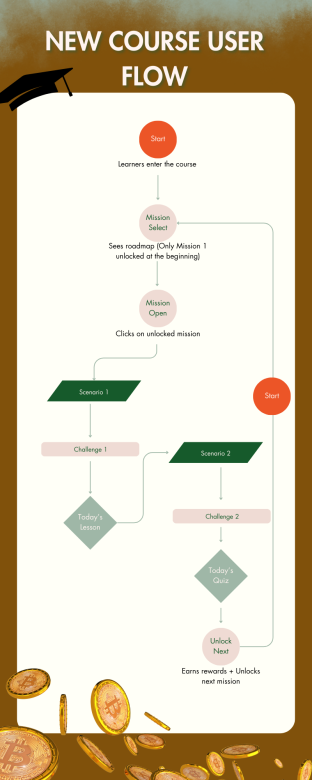 NEW COURSE USER
FLOW
Start
Learners enter the course
Mission
Select
Sees roadmap (Only Mission 1
unlocked at the beginning)
Mission
Open
Clicks on unlocked mission
Scenario 1
Start
Challenge 1
Scenario 2
Today's
Lesson
Challenge 2
Today's
Quiz
Unlock
Next
Earns rewards + Unlocks
next mission